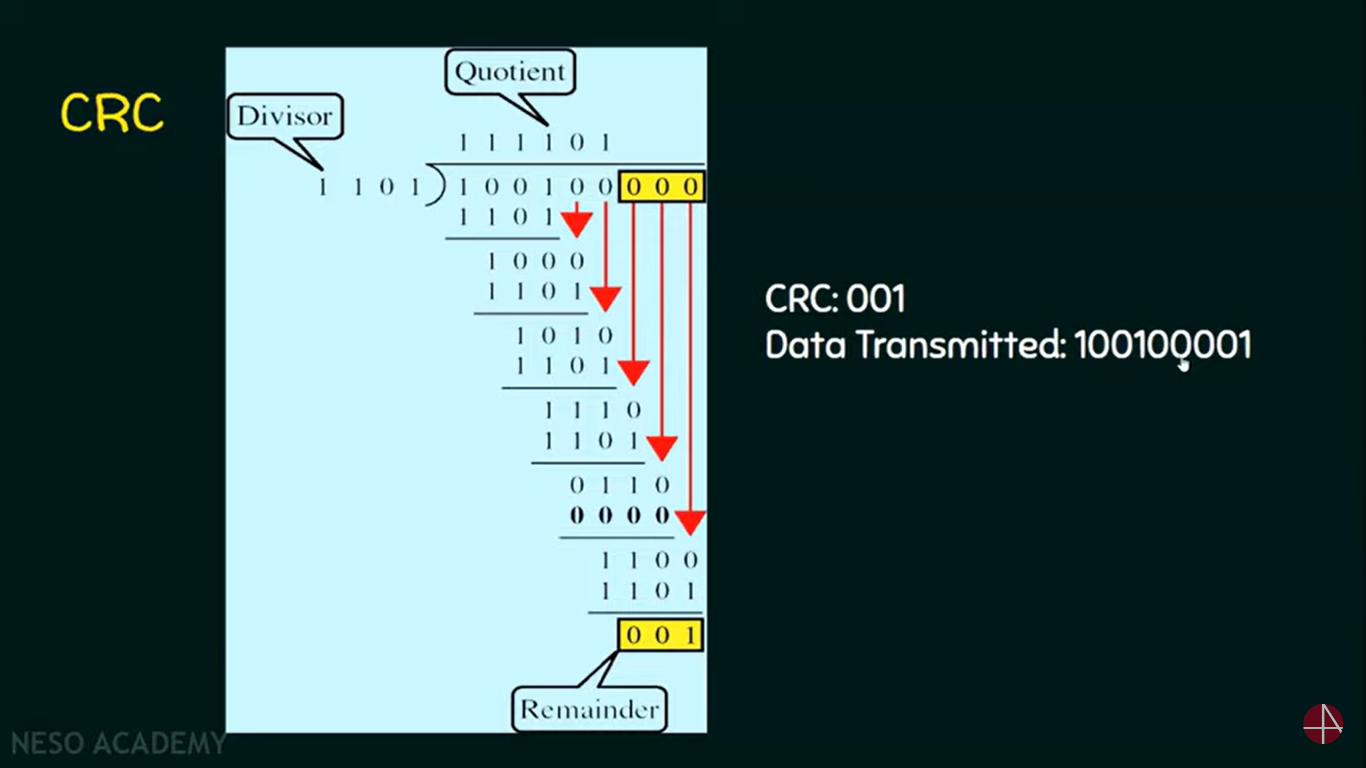 CRC
Quotient
Divisor
1 1 1 1 0 1
1 1 0 1 ) 1 0 0 1 0 0 0 0 0
1 1 0 1
1 0 0 0
1 1 0 1
1 0 1 0
1 1 0 1
1 1 1 0
1 1 0 1
0 1 1 0
0 0 0 0
1 1 0 0
1 1 0 1
0 0 1
Remainder
CRC: 001
Data Transmitted: 100100001
NESO ACADEMY